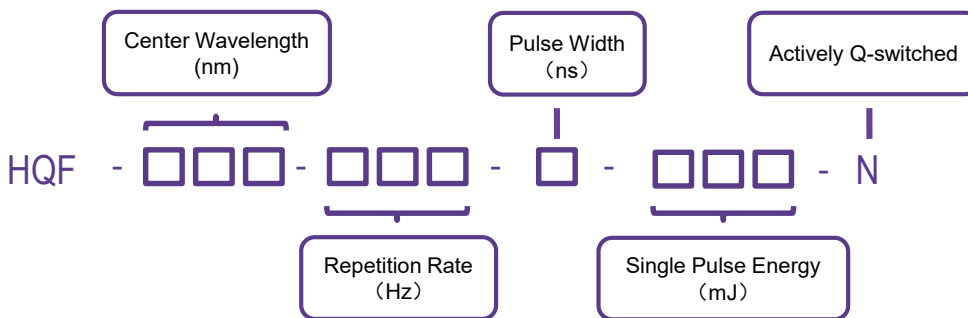 Center Wavelength
(nm)
Pulse Width
（ns）
Actively Q-switched
HQF - □□□ - □□□ - □ - □□□ - N
Repetition Rate
（Hz）
Single Pulse Energy
（mJ）